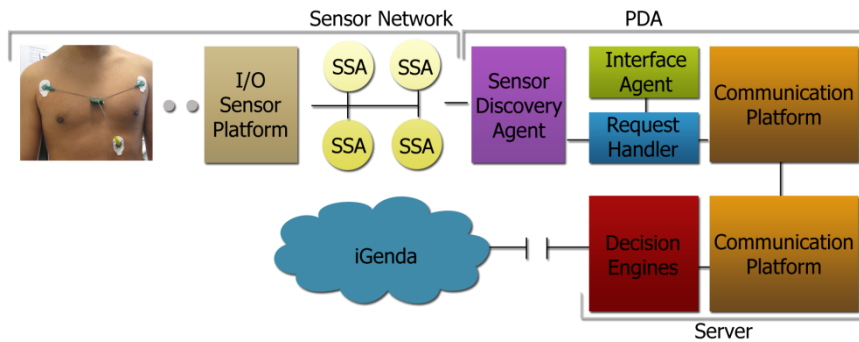 Sensor Network
PDA
I/O
Sensor
Platform
SSA
SSA
SSA
SSA
Sensor
Discovery
Agent
Interface
Agent
Request
Handler
Communication
Platform
iGenda
Decision
Engines
Communication
Platform
Server